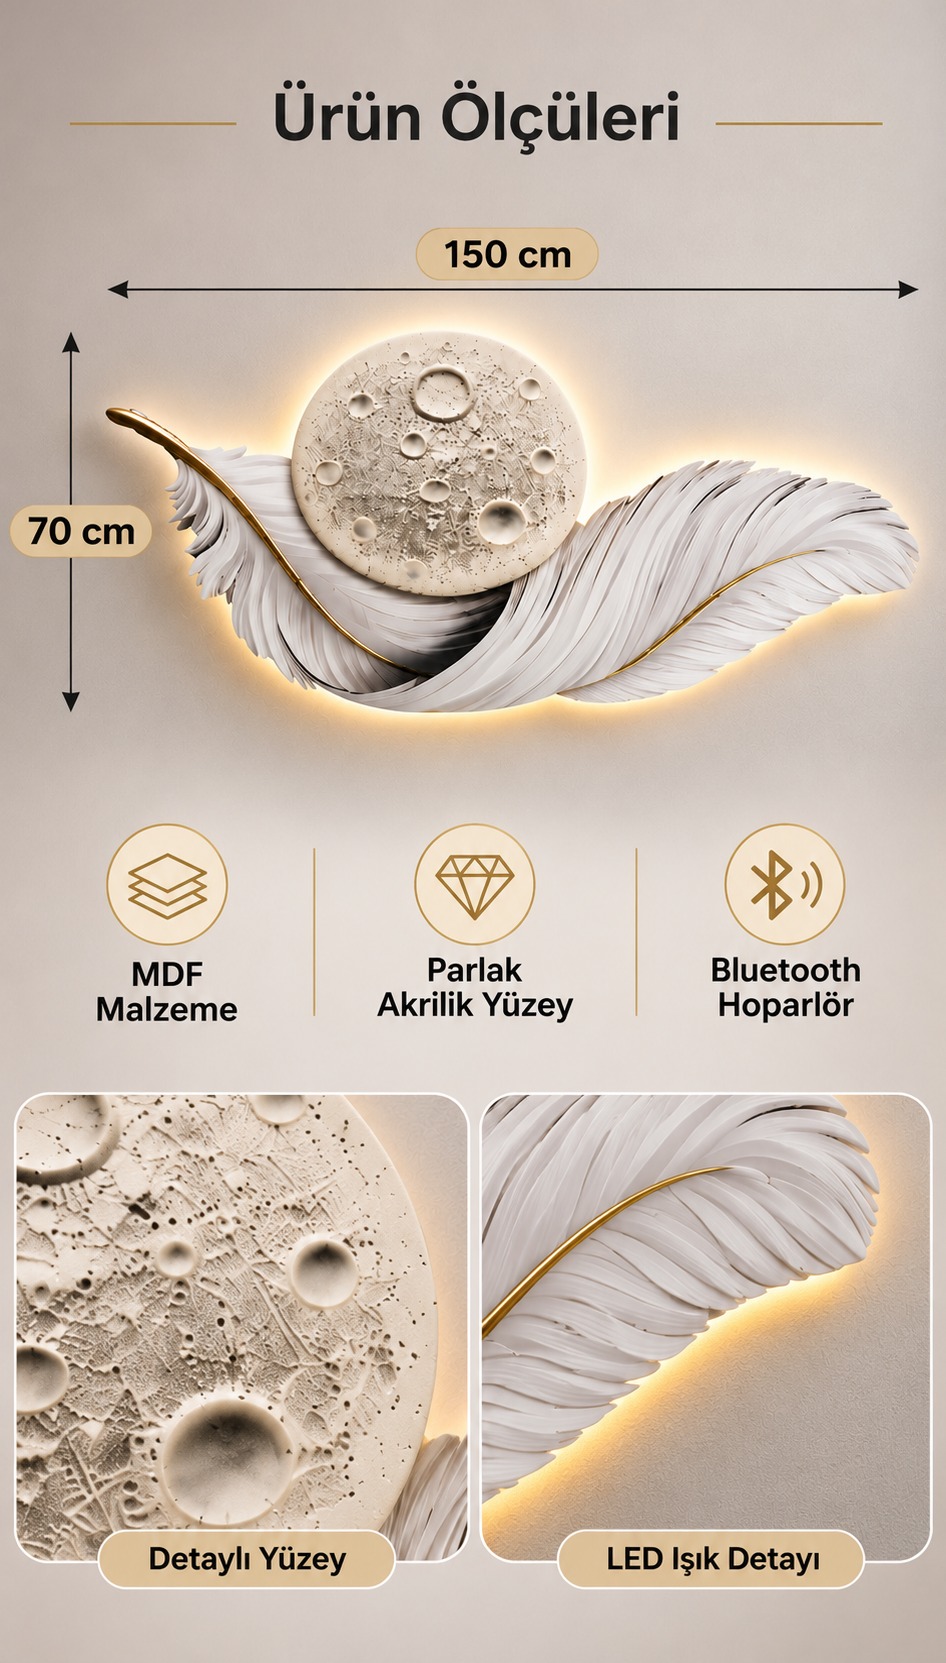 Ürün Ölçüleri
150 cm
70 cm
MDF
Malzeme
Parlak
Akrilik Yüzey
Bluetooth
Hoparlör
Detaylı Yüzey
LED Işık Detayı